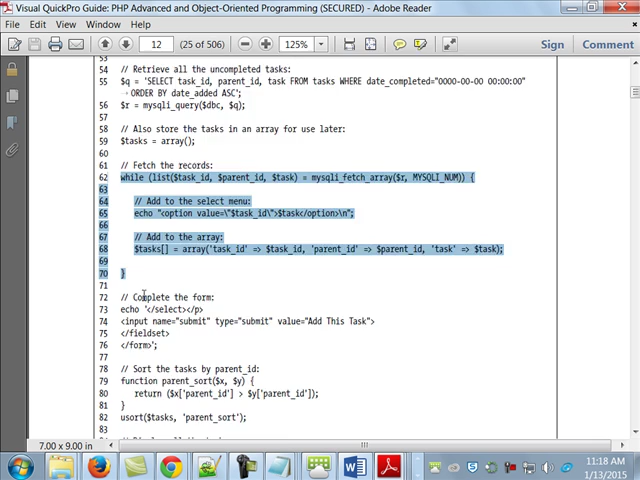 Visual QuickPro Guide: PHP Advanced and Object-Oriented Programming (SECURED) - Adobe Reader
File Edit View Window Help
12 (25 of 506) 125% Sign Comment
53
54 // Retrieve all the uncompleted tasks:
55 $q = 'SELECT task_id, parent_id, task FROM tasks WHERE date_completed="0000-00-00 00:00:00"
→ ORDER BY date_added ASC';
56 $r = mysqli_query($dbc, $q);
57
58 // Also store the tasks in an array for use later:
59 $tasks = array();
60
61 // Fetch the records:
62 while (list($task_id, $parent_id, $task) = mysqli_fetch_array($r, MYSQLI_NUM)) {
63
64 // Add to the select menu:
65 echo "<option value=\"$task_id\">$task</option>\n";
66
67 // Add to the array:
68 $tasks[] = array('task_id' => $task_id, 'parent_id' => $parent_id, 'task' => $task);
69
70 }
71
72 // Complete the form:
73 echo '</select></p>
74 <input name="submit" type="submit" value="Add This Task">
75 </fieldset>
76 </form>';
77
78 // Sort the tasks by parent_id:
79 function parent_sort($x, $y) {
80 return ($x['parent_id'] > $y['parent_id']);
81 }
82 usort($tasks, 'parent_sort');
83
7.00 x 9.00 in
11:18 AM
1/13/2015